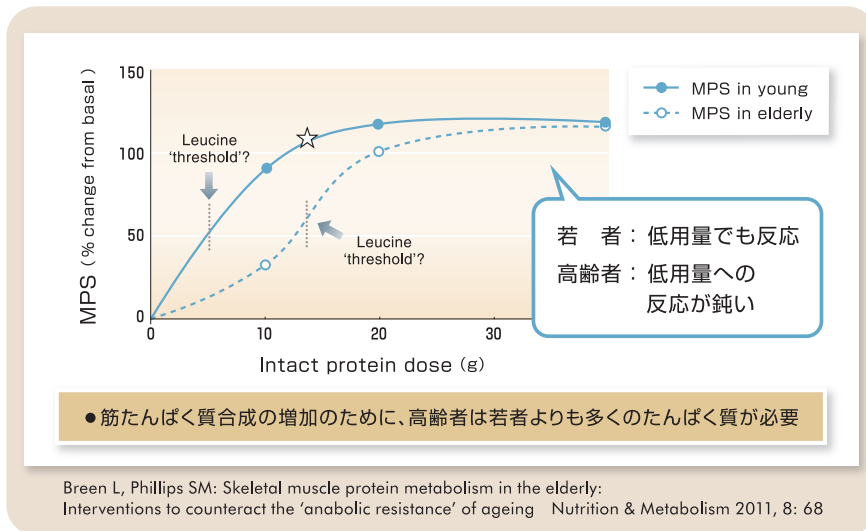 150
100
50
0
MPS (% change from basal)
Leucine
‘threshold’?
Leucine
‘threshold’?
0
10
20
30
Intact protein dose (g)
MPS in young
MPS in elderly
若　者：低用量でも反応
高齢者：低用量への
反応が鈍い
●筋たんぱく質合成の増加のために、高齢者は若者よりも多くのたんぱく質が必要
Breen L, Phillips SM: Skeletal muscle protein metabolism in the elderly:
Interventions to counteract the ‘anabolic resistance’ of ageing　Nutrition & Metabolism 2011, 8: 68